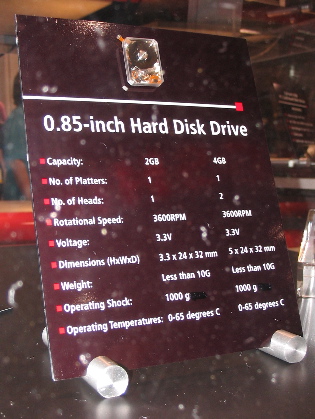 0.85-inch Hard Disk Drive
Capacity: 2GB 4GB
No. of Platters: 1 1
No. of Heads: 1 2
Rotational Speed: 3600RPM 3600RPM
Voltage: 3.3V 3.3V
Dimensions (HxWxD) 3.3 x 24 x 32 mm 5 x 24 x 32 mm
Weight: Less than 10G Less than 10G
Operating Shock: 1000 g 1000 g
Operating Temperatures: 0-65 degrees C 0-65 degrees C